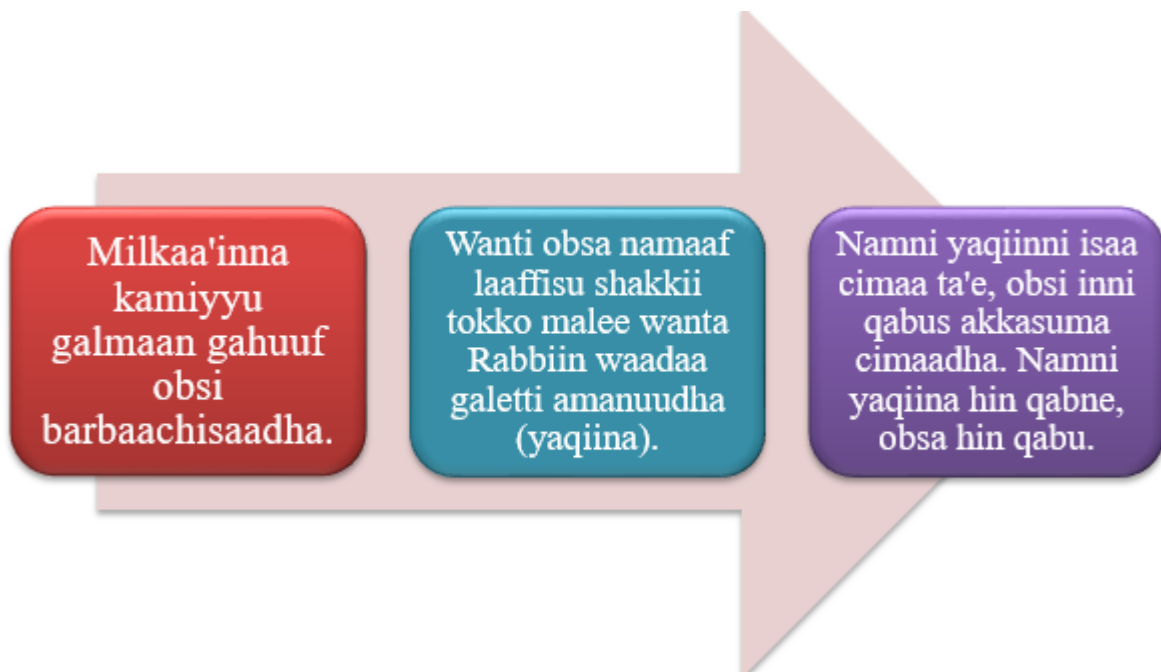 Milkaa'inna
kamiyyu
galmaan gahuuf
obsi
barbaachisaadha.
Wanti obsa namaaf
laaffisu shakkii
tokko malee wanta
Rabbiin waadaa
galetti amanuudha
(yaqiina).
Namni yaqiinni isaa
cimaa ta'e, obsi inni
qabus akkasuma
cimaadha. Namni
yaqiina hin qabne,
obsa hin qabu.